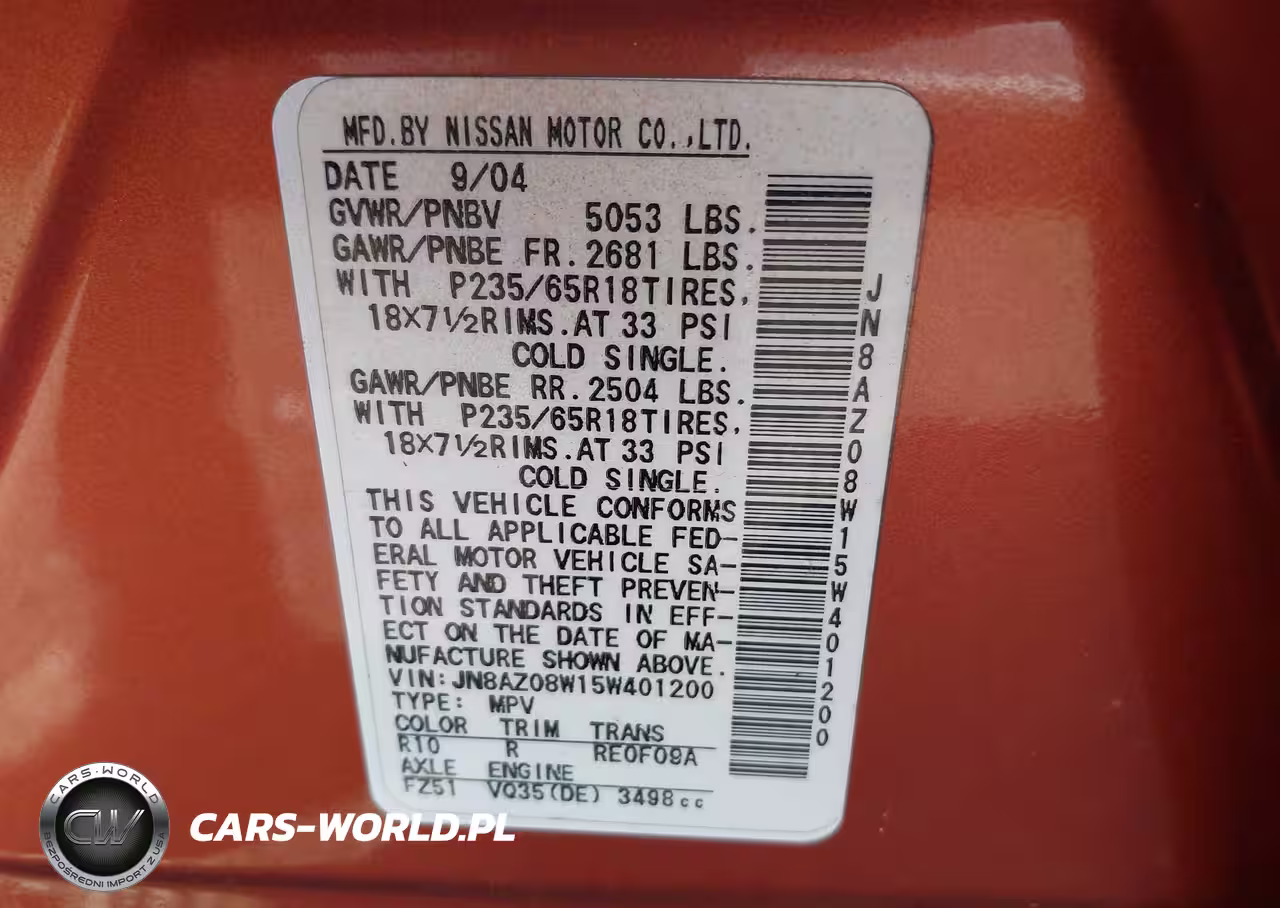 MFD.BY NISSAN MOTOR CO.,LTD.
DATE 9/04
GVWR/PNBV 5053 LBS.
GAWR/PNBE FR. 2681 LBS.
WITH P235/65R18TIRES,
18X7½RIMS.AT 33 PSI
COLD SINGLE.
GAWR/PNBE RR. 2504 LBS.
WITH P235/65R18TIRES,
18X7½RIMS.AT 33 PSI
COLD SINGLE.
THIS VEHICLE CONFORMS
TO ALL APPLICABLE FED-
ERAL MOTOR VEHICLE SA-
FETY AND THEFT PREVEN-
TION STANDARDS IN EFF-
ECT ON THE DATE OF MA-
NUFACTURE SHOWN ABOVE.
VIN: JN8AZ08W15W401200
TYPE: MPV
COLOR TRIM TRANS
R10 R RE0F09A
AXLE ENGINE
FZ51 VQ35(DE) 3498cc
JN8AZ08W15W401200
CARS-WORLD
CW
BEZPOŚREDNI IMPORT Z USA
CARS-WORLD.PL